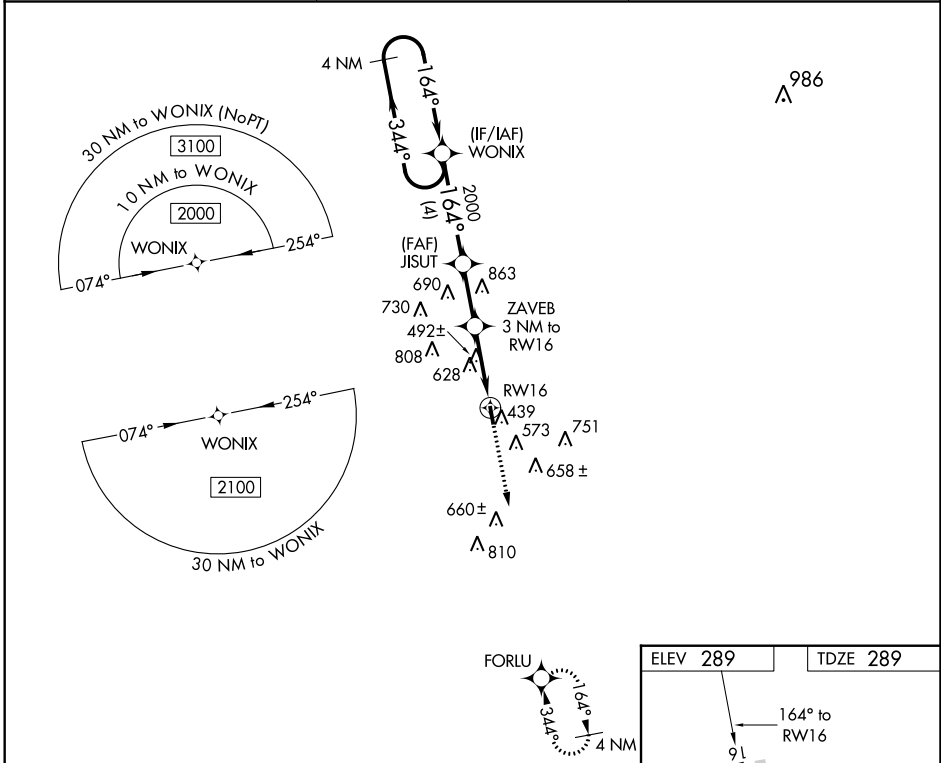 986
4 NM
164°
344°
(IF/IAF)
WONIX
30 NM to WONIX (NoPT)
3100
10 NM to WONIX
2000
WONIX
074°
254°
2000
164°
(4)
(FAF)
JISUT
863
690
730
ZAVEB
3 NM to
RW16
492±
808
628
RW16
439
573
751
658 ±
660±
810
074°
254°
WONIX
2100
30 NM to WONIX
FORLU
164°
344°
4 NM
ELEV 289
TDZE 289
164° to
RW16
16